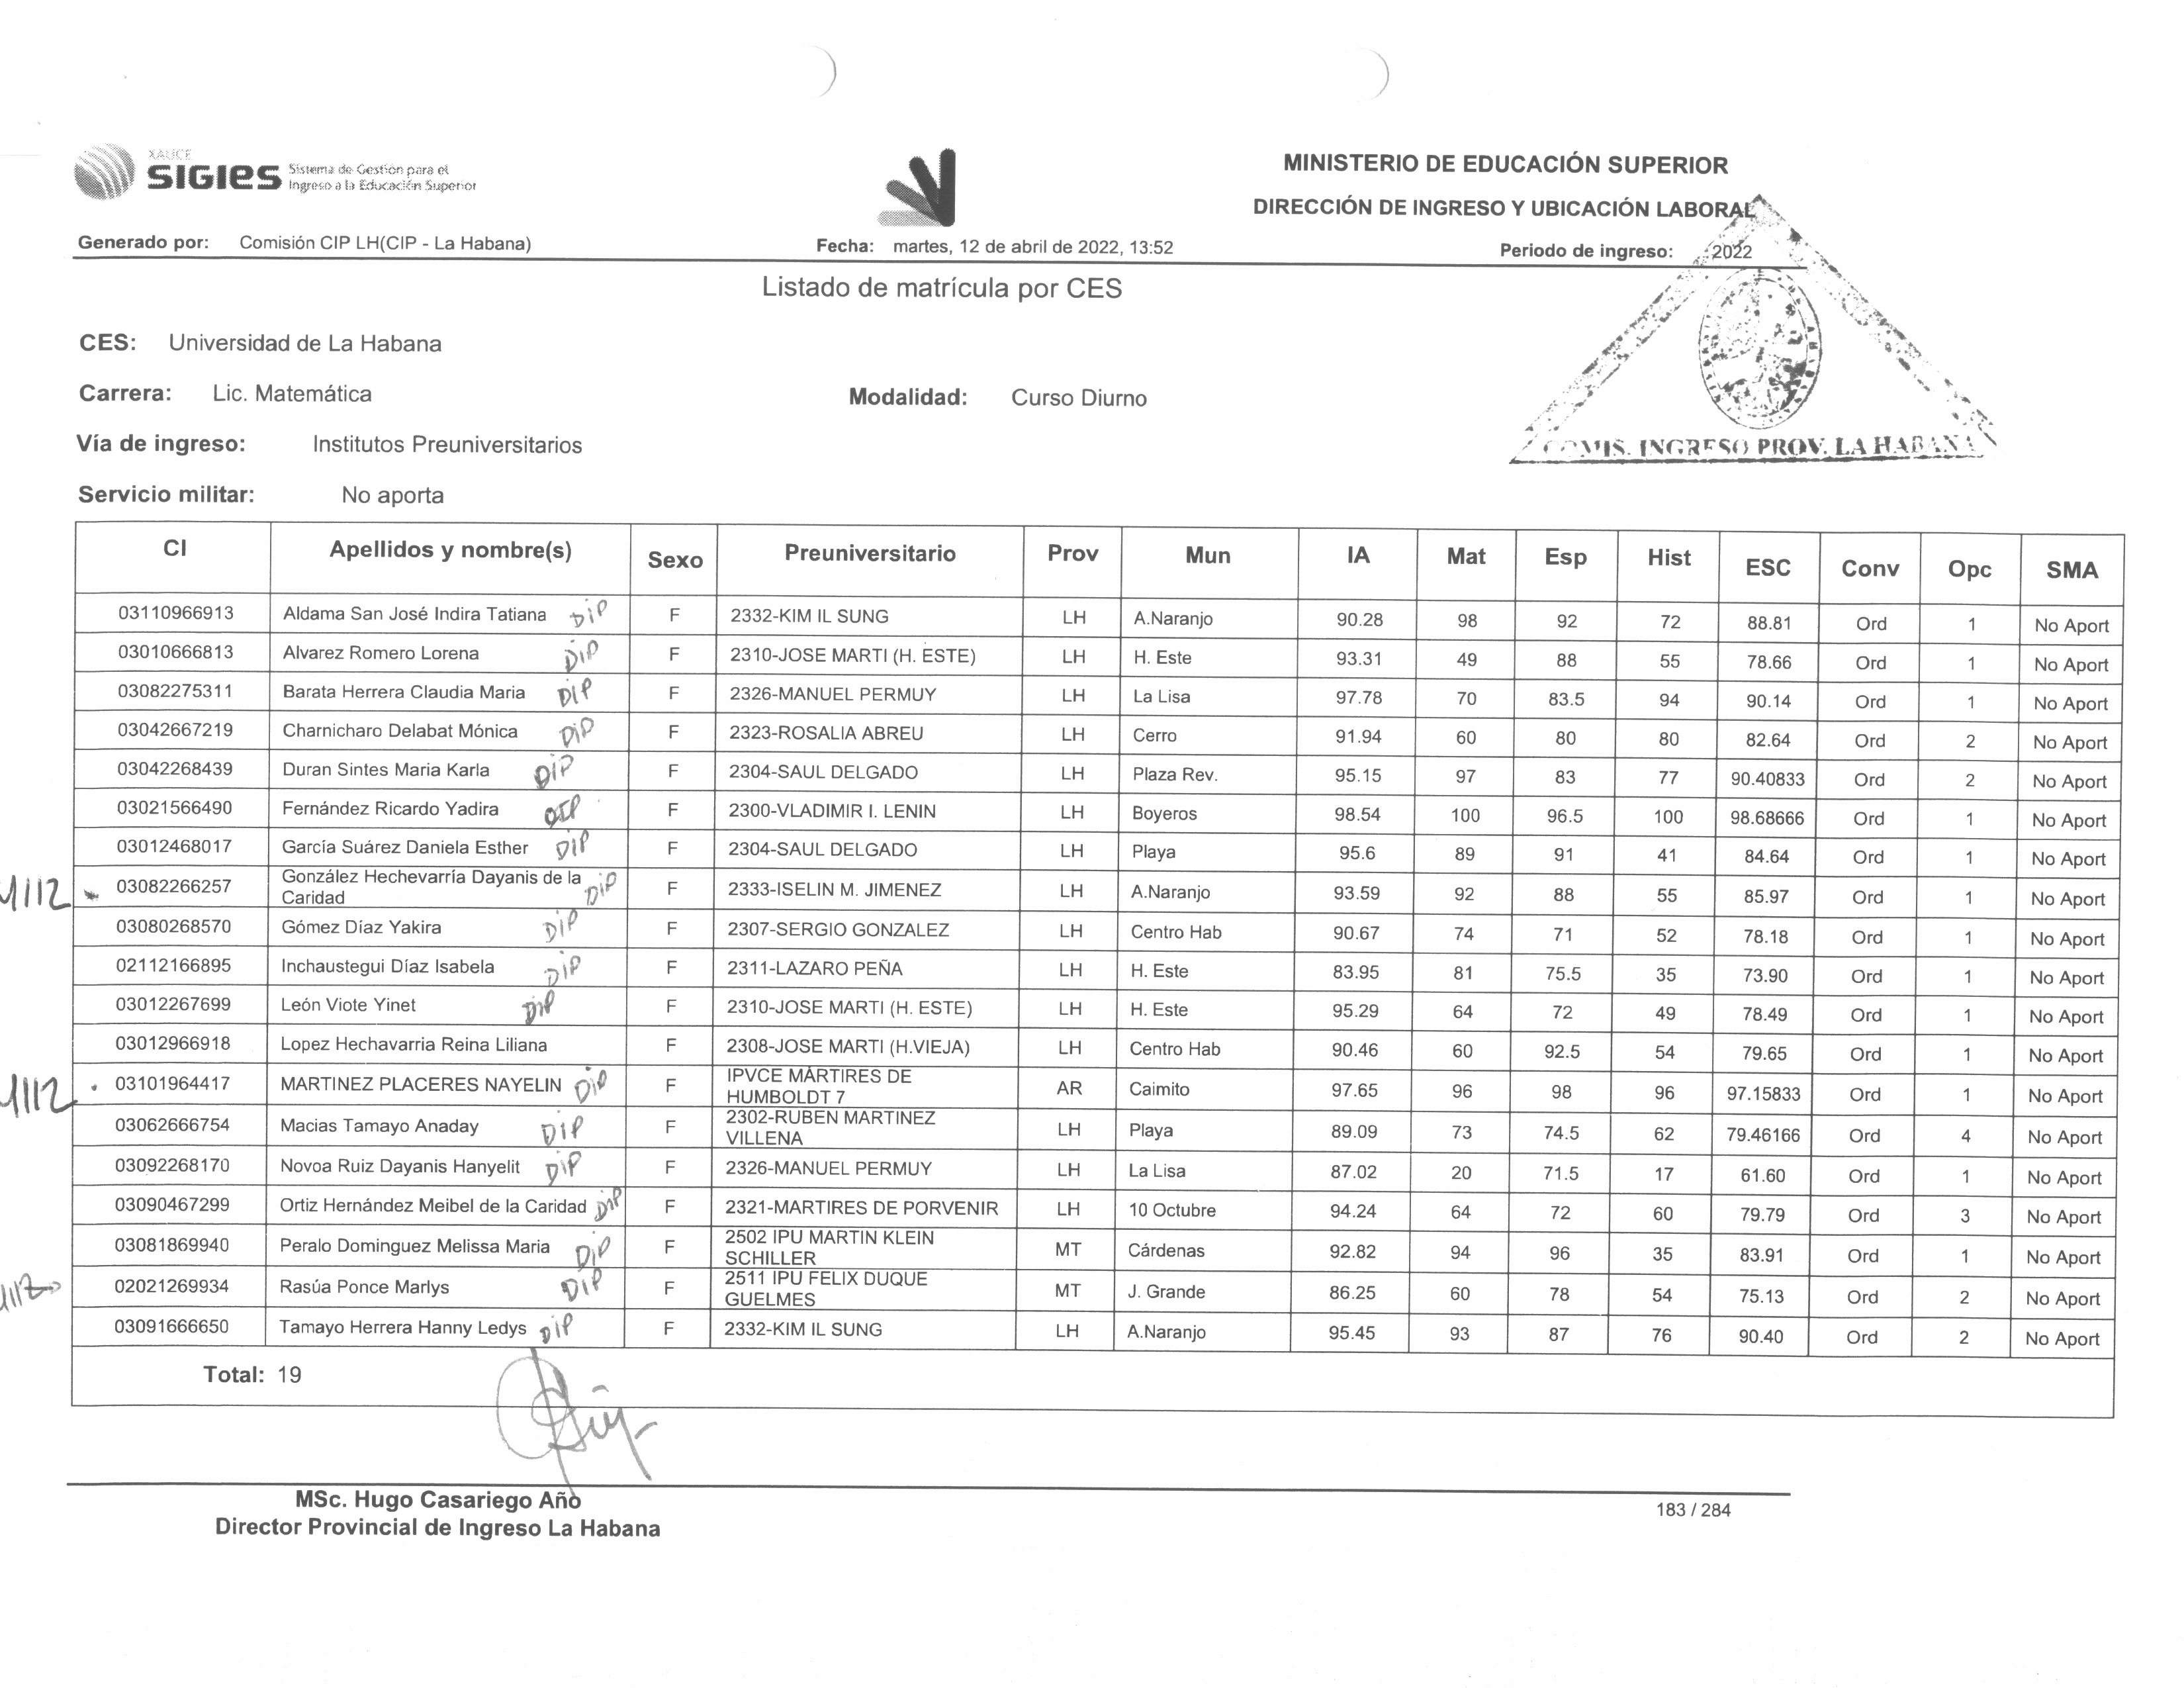 XAUCE
SIGIES Sistema de Gestión para el
Ingreso a la Educación Superior
MINISTERIO DE EDUCACIÓN SUPERIOR
DIRECCIÓN DE INGRESO Y UBICACIÓN LABORAL
Generado por: Comisión CIP LH(CIP - La Habana) Fecha: martes, 12 de abril de 2022, 13:52 Periodo de ingreso: 2022
Listado de matrícula por CES
CES: Universidad de La Habana
Carrera: Lic. Matemática Modalidad: Curso Diurno
Vía de ingreso: Institutos Preuniversitarios
COMIS. INGRESO PROV. LA HABANA
Servicio militar: No aporta
CI Apellidos y nombre(s) Sexo Preuniversitario Prov Mun IA Mat Esp Hist ESC Conv Opc SMA
03110966913 Aldama San José Indira Tatiana DIP F 2332-KIM IL SUNG LH A.Naranjo 90.28 98 92 72 88.81 Ord 1 No Aport
03010666813 Alvarez Romero Lorena DIP F 2310-JOSE MARTI (H. ESTE) LH H. Este 93.31 49 88 55 78.66 Ord 1 No Aport
03082275311 Barata Herrera Claudia Maria DIP F 2326-MANUEL PERMUY LH La Lisa 97.78 70 83.5 94 90.14 Ord 1 No Aport
03042667219 Charnicharo Delabat Mónica DIP F 2323-ROSALIA ABREU LH Cerro 91.94 60 80 80 82.64 Ord 2 No Aport
03042268439 Duran Sintes Maria Karla DIP F 2304-SAUL DELGADO LH Plaza Rev. 95.15 97 83 77 90.40833 Ord 2 No Aport
03021566490 Fernández Ricardo Yadira DIP F 2300-VLADIMIR I. LENIN LH Boyeros 98.54 100 96.5 100 98.68666 Ord 1 No Aport
03012468017 García Suárez Daniela Esther DIP F 2304-SAUL DELGADO LH Playa 95.6 89 91 41 84.64 Ord 1 No Aport
03082266257 González Hechevarría Dayanis de la Caridad DIP F 2333-ISELIN M. JIMENEZ LH A.Naranjo 93.59 92 88 55 85.97 Ord 1 No Aport
03080268570 Gómez Díaz Yakira DIP F 2307-SERGIO GONZALEZ LH Centro Hab 90.67 74 71 52 78.18 Ord 1 No Aport
02112166895 Inchaustegui Díaz Isabela DIP F 2311-LAZARO PEÑA LH H. Este 83.95 81 75.5 35 73.90 Ord 1 No Aport
03012267699 León Viote Yinet DIP F 2310-JOSE MARTI (H. ESTE) LH H. Este 95.29 64 72 49 78.49 Ord 1 No Aport
03012966918 Lopez Hechavarria Reina Liliana F 2308-JOSE MARTI (H.VIEJA) LH Centro Hab 90.46 60 92.5 54 79.65 Ord 1 No Aport
03101964417 MARTINEZ PLACERES NAYELIN DIP F IPVCE MÁRTIRES DE HUMBOLDT 7 AR Caimito 97.65 96 98 96 97.15833 Ord 1 No Aport
03062666754 Macias Tamayo Anaday DIP F 2302-RUBEN MARTINEZ VILLENA LH Playa 89.09 73 74.5 62 79.46166 Ord 4 No Aport
03092268170 Novoa Ruiz Dayanis Hanyelit DIP F 2326-MANUEL PERMUY LH La Lisa 87.02 20 71.5 17 61.60 Ord 1 No Aport
03090467299 Ortiz Hernández Meibel de la Caridad DIP F 2321-MARTIRES DE PORVENIR LH 10 Octubre 94.24 64 72 60 79.79 Ord 3 No Aport
03081869940 Peralo Dominguez Melissa Maria DIP F 2502 IPU MARTIN KLEIN SCHILLER MT Cárdenas 92.82 94 96 35 83.91 Ord 1 No Aport
02021269934 Rasúa Ponce Marlys DIP F 2511 IPU FELIX DUQUE GUELMES MT J. Grande 86.25 60 78 54 75.13 Ord 2 No Aport
03091666650 Tamayo Herrera Hanny Ledys DIP F 2332-KIM IL SUNG LH A.Naranjo 95.45 93 87 76 90.40 Ord 2 No Aport
Total: 19
MSc. Hugo Casariego Año
Director Provincial de Ingreso La Habana
183 / 284